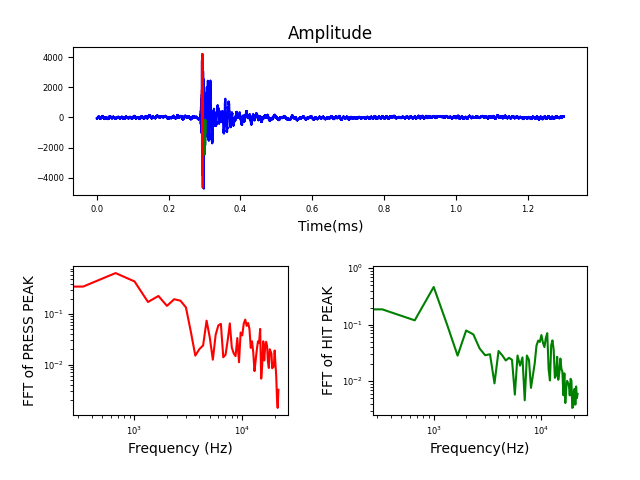 Amplitude
4000
2000
0
−2000
−4000
0.0 0.2 0.4 0.6 0.8 1.0 1.2
Time(ms)
FFT of PRESS PEAK
10⁻¹
10⁻²
10³ 10⁴
Frequency (Hz)
FFT of HIT PEAK
10⁰
10⁻¹
10⁻²
10³ 10⁴
Frequency(Hz)